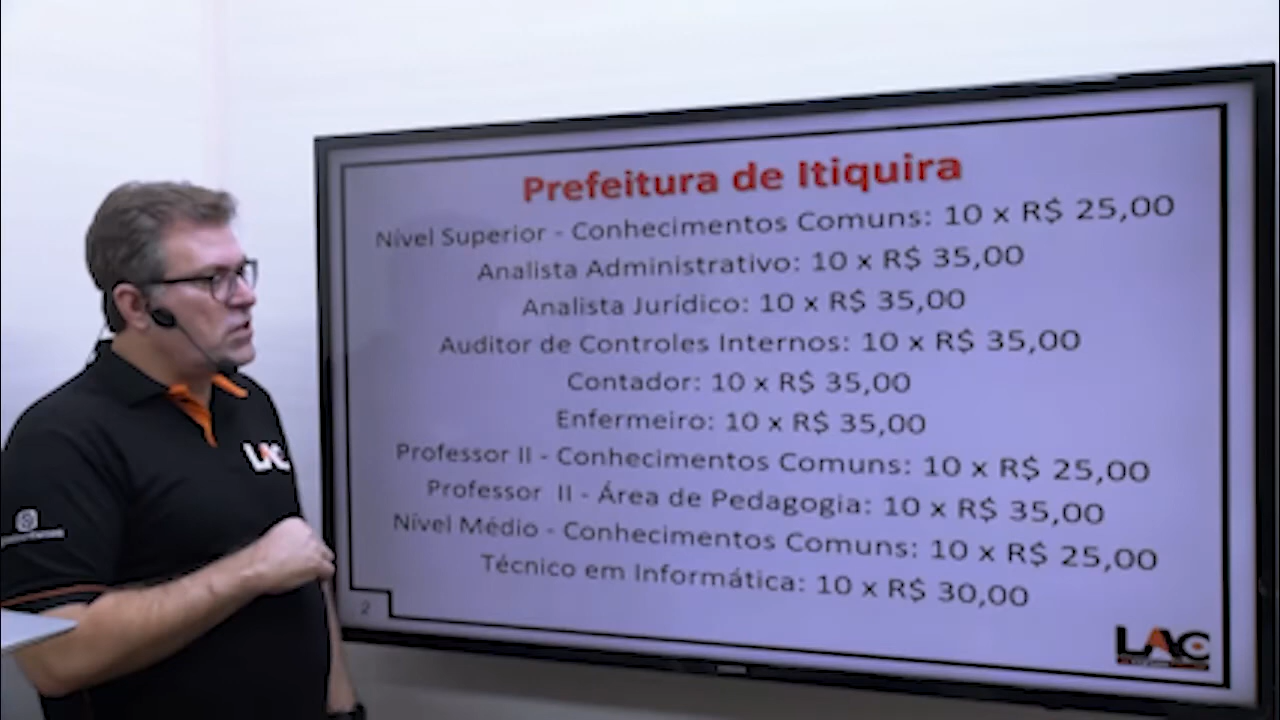 Prefeitura de Itiquira
Nível Superior - Conhecimentos Comuns: 10 x R$ 25,00
Analista Administrativo: 10 x R$ 35,00
Analista Jurídico: 10 x R$ 35,00
Auditor de Controles Internos: 10 x R$ 35,00
Contador: 10 x R$ 35,00
Enfermeiro: 10 x R$ 35,00
Professor II - Conhecimentos Comuns: 10 x R$ 25,00
Professor II - Área de Pedagogia: 10 x R$ 35,00
Nível Médio - Conhecimentos Comuns: 10 x R$ 25,00
Técnico em Informática: 10 x R$ 30,00
2
LAC
LAC